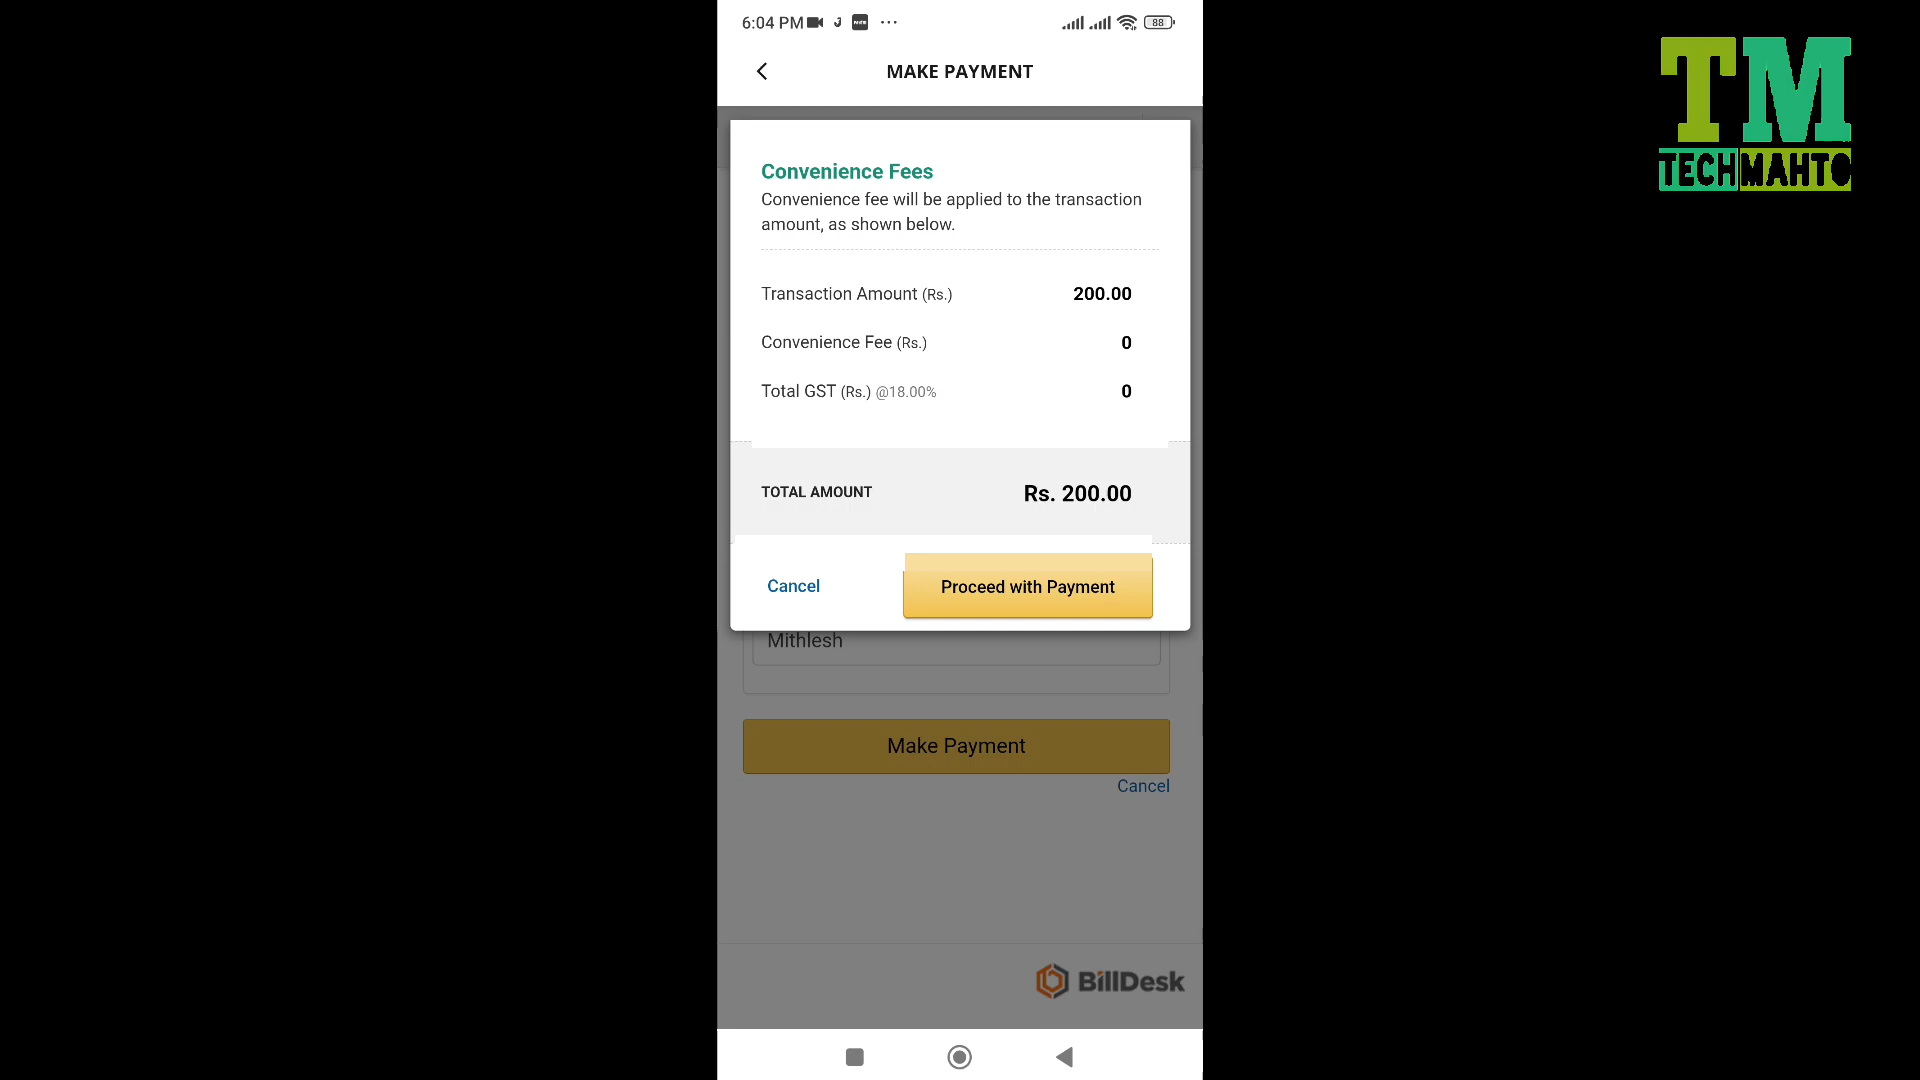 6:04 PM
88
MAKE PAYMENT
TM
TECHMAHTO
Convenience Fees
Convenience fee will be applied to the transaction
amount, as shown below.
Transaction Amount (Rs.) 200.00
Convenience Fee (Rs.) 0
Total GST (Rs.) @18.00% 0
TOTAL AMOUNT Rs. 200.00
Cancel Proceed with Payment
Mithlesh
Make Payment
Cancel
BillDesk